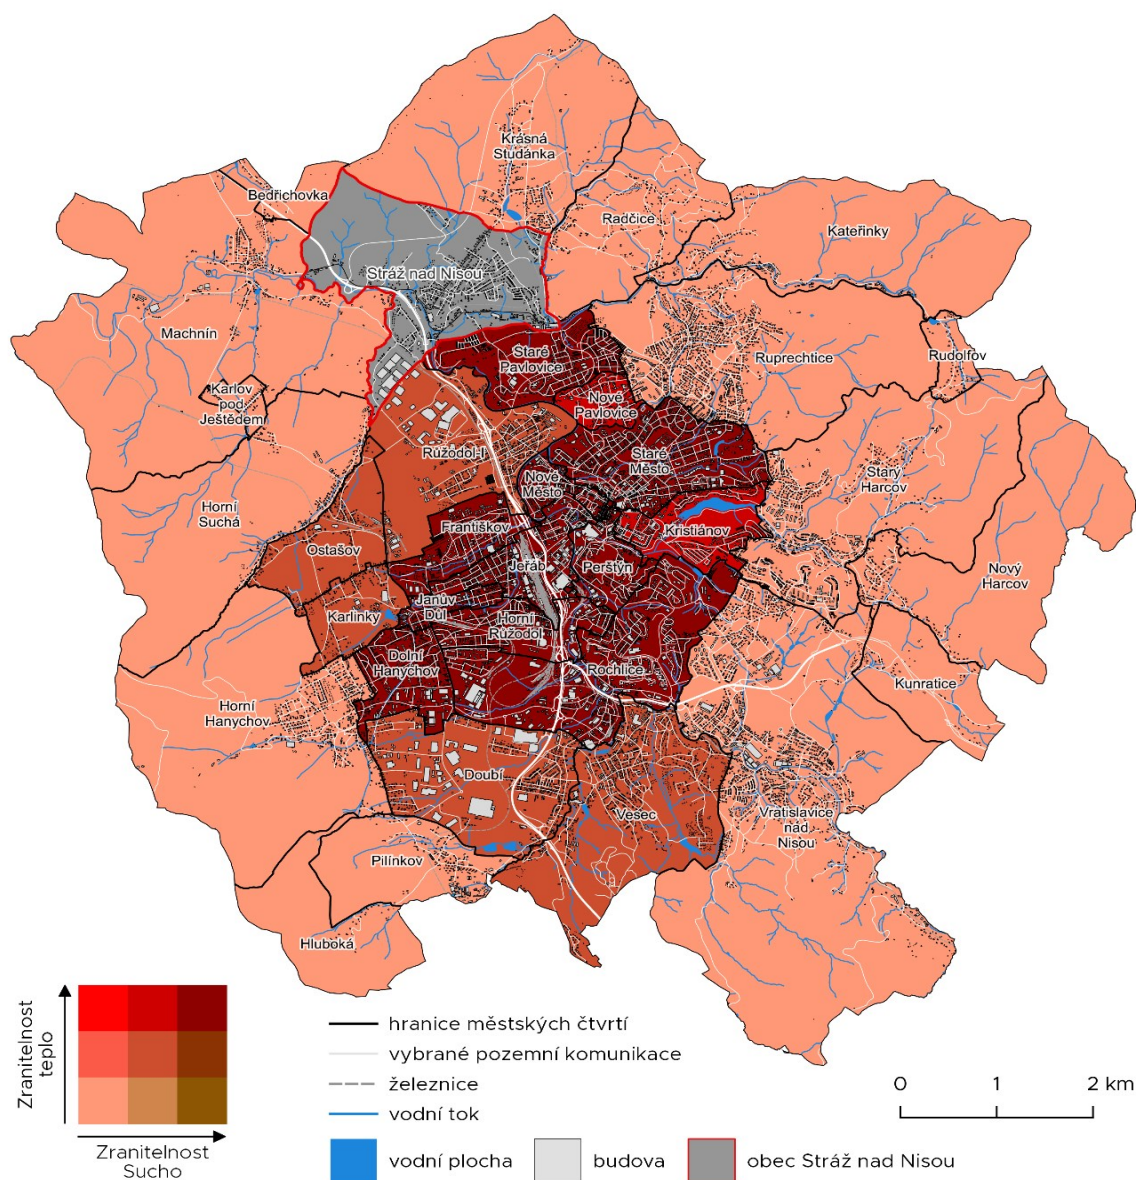 Krásná
Studánka
Bedřichovka
Radčice
Kateřinky
Stráž nad Nisou
Machnín
Staré
Pavlovice
Ruprechtice
Rudolfov
Karlov
pod
Ještědem
Nové
Pavlovice
Růžodol-I
Staré
Město
Starý
Harcov
Nové
Město
Horní
Suchá
Františkov
Kristiánov
Ostašov
Jeřáb
Perštýn
Nový
Harcov
Janův
Důl
Karlinky
Horní
Růžodol
Dolní
Hanychov
Rochlice
Kunratice
Horní
Hanychov
Doubí
Vesec
Vratislavice
nad
Nisou
Pilínkov
Hluboká
Zranitelnost
teplo
Zranitelnost
Sucho
hranice městských čtvrtí
vybrané pozemní komunikace
železnice
vodní tok
vodní plocha
budova
obec Stráž nad Nisou
0 1 2 km